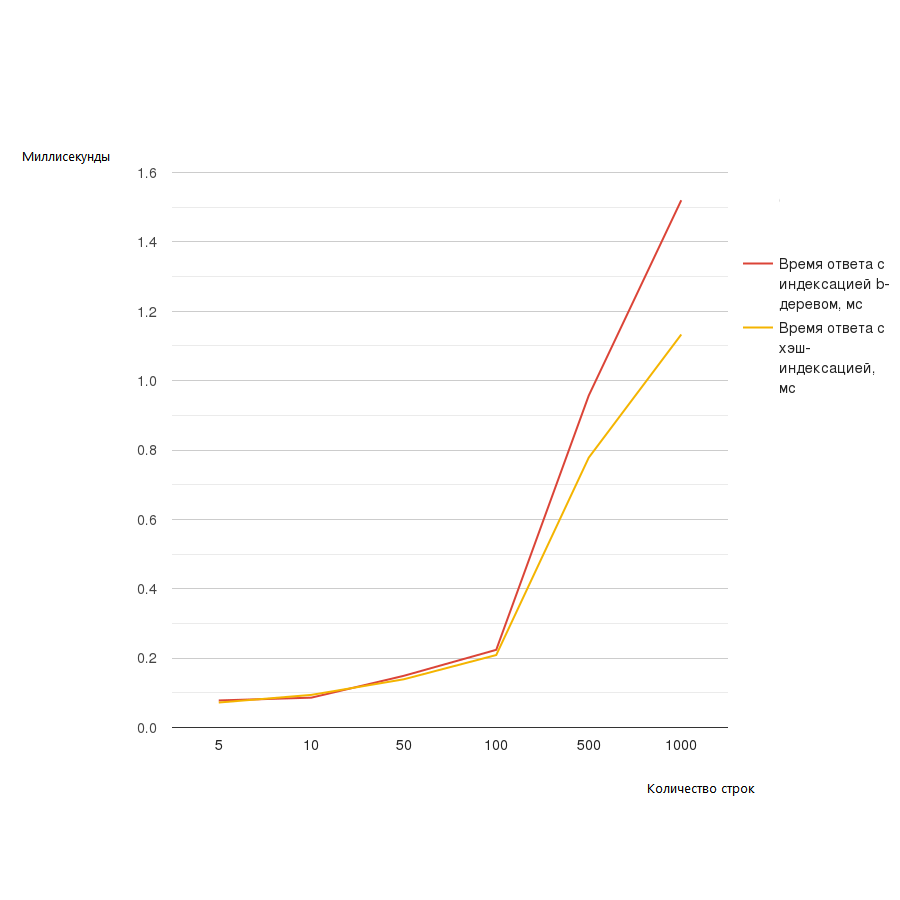 Миллисекунды
1.6
1.4
1.2
1.0
0.8
0.6
0.4
0.2
0.0
5 10 50 100 500 1000
Количество строк
Время ответа с
индексацией b-
деревом, мс
Время ответа с
хэш-
индексацией,
мс